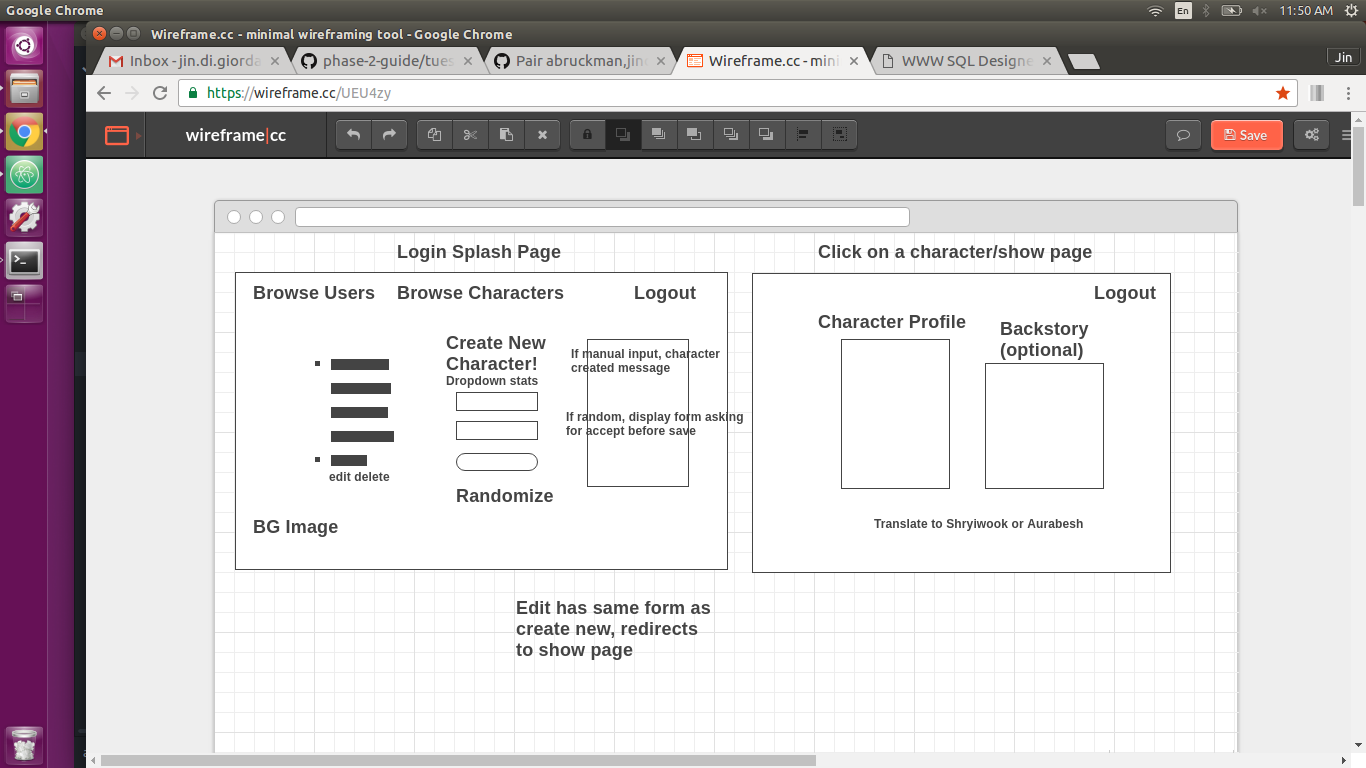 Google Chrome
En
11:50 AM
Wireframe.cc - minimal wireframing tool - Google Chrome
Inbox - jin.di.giorda
phase-2-guide/tues
Pair abruckman,jin
Wireframe.cc - mini
WWW SQL Designe
Jin
https://wireframe.cc/UEU4zy
wireframe|cc
Save
Login Splash Page
Click on a character/show page
Browse Users
Browse Characters
Logout
Logout
Character Profile
Backstory
(optional)
Create New
Character!
Dropdown stats
If manual input, character
created message
If random, display form asking
for accept before save
edit delete
Randomize
BG Image
Translate to Shryiwook or Aurabesh
Edit has same form as
create new, redirects
to show page